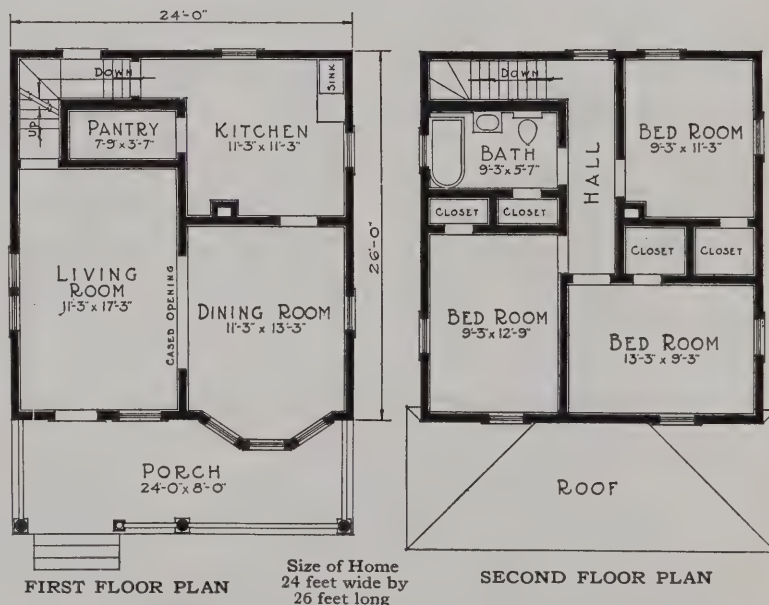 24'-0"
DOWN
UP
PANTRY
7'-9" x 3'-7"
KITCHEN
11'-3" x 11'-3"
SINK
LIVING
ROOM
11'-3" x 17'-3"
CASED OPENING
DINING ROOM
11'-3" x 13'-3"
26'-0"
PORCH
24'-0" x 8'-0"
FIRST FLOOR PLAN
Size of Home
24 feet wide by
26 feet long
DOWN
BATH
9'-3" x 5'-7"
HALL
BED ROOM
9'-3" x 11'-3"
CLOSET
CLOSET
CLOSET
CLOSET
BED ROOM
9'-3" x 12'-9"
BED ROOM
13'-3" x 9'-3"
ROOF
SECOND FLOOR PLAN